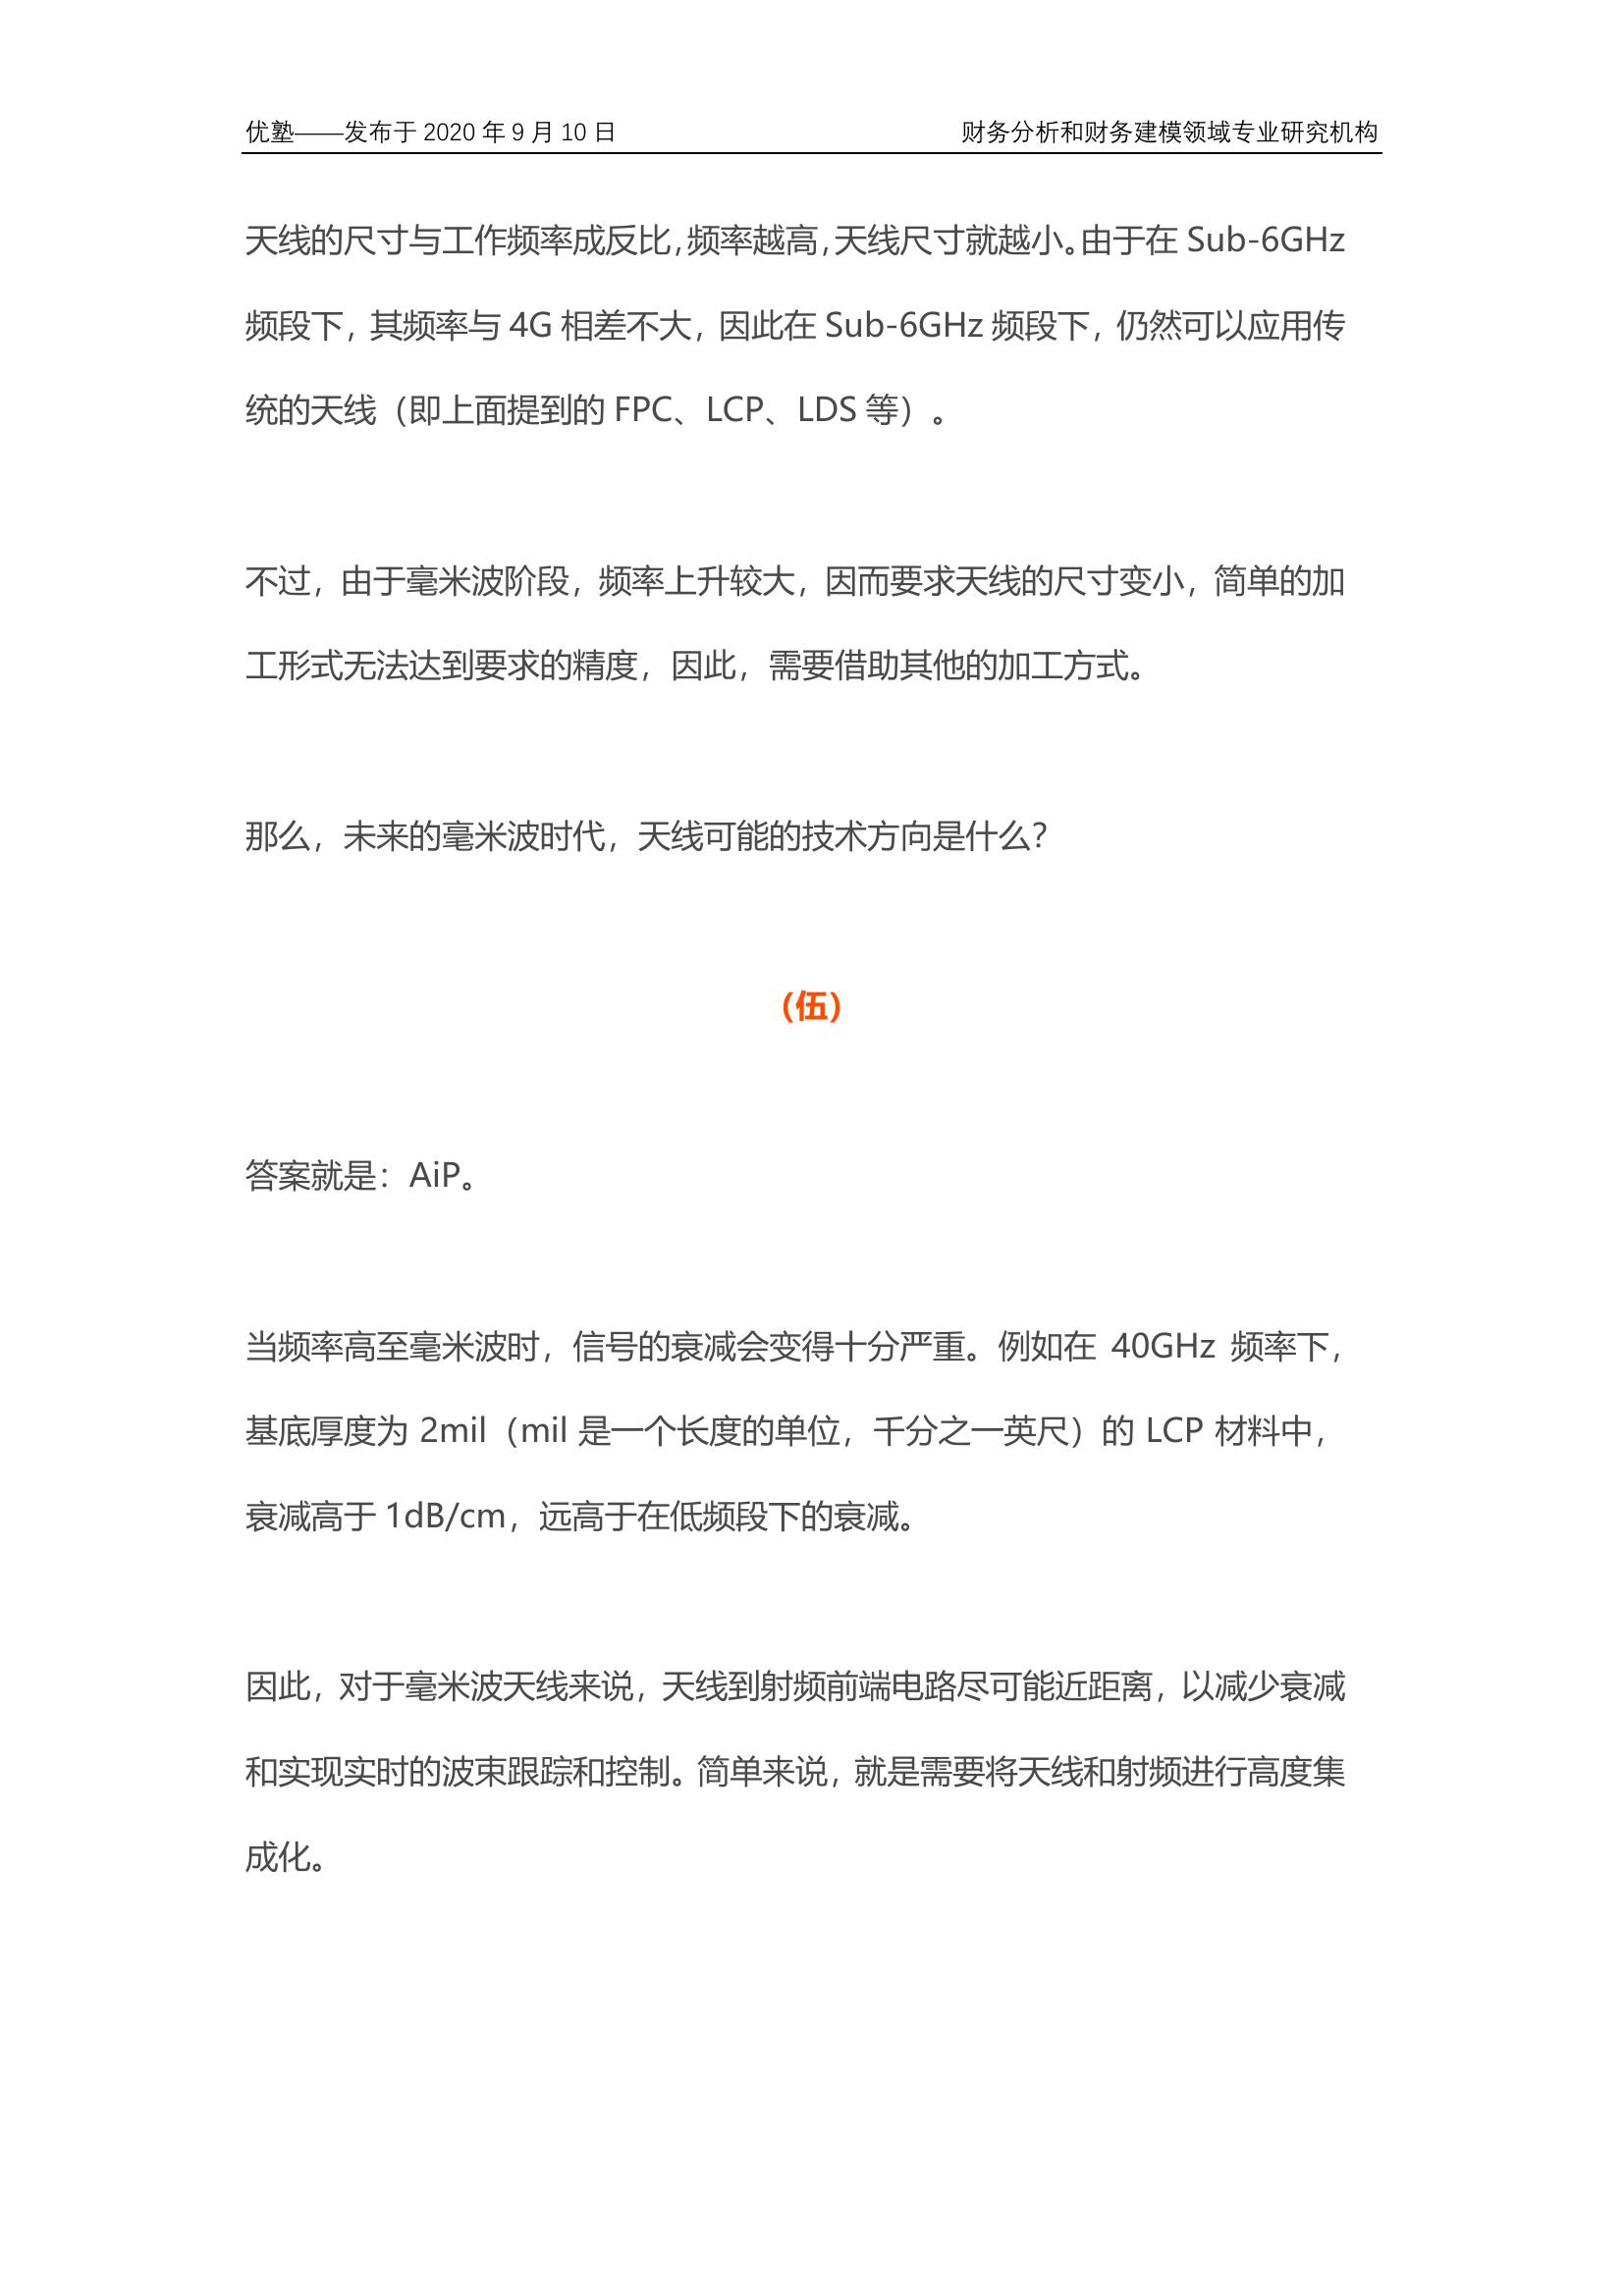 优塾——发布于 2020 年 9 月 10 日 财务分析和财务建模领域专业研究机构
天线的尺寸与工作频率成反比，频率越高，天线尺寸就越小。由于在 Sub-6GHz
频段下，其频率与 4G 相差不大，因此在 Sub-6GHz 频段下，仍然可以应用传
统的天线（即上面提到的 FPC、LCP、LDS 等）。
不过，由于毫米波阶段，频率上升较大，因而要求天线的尺寸变小，简单的加
工形式无法达到要求的精度，因此，需要借助其他的加工方式。
那么，未来的毫米波时代，天线可能的技术方向是什么？
（伍）
答案就是：AiP。
当频率高至毫米波时，信号的衰减会变得十分严重。例如在 40GHz 频率下，
基底厚度为 2mil（mil 是一个长度的单位，千分之一英尺）的 LCP 材料中，
衰减高于 1dB/cm，远高于在低频段下的衰减。
因此，对于毫米波天线来说，天线到射频前端电路尽可能近距离，以减少衰减
和实现实时的波束跟踪和控制。简单来说，就是需要将天线和射频进行高度集
成化。